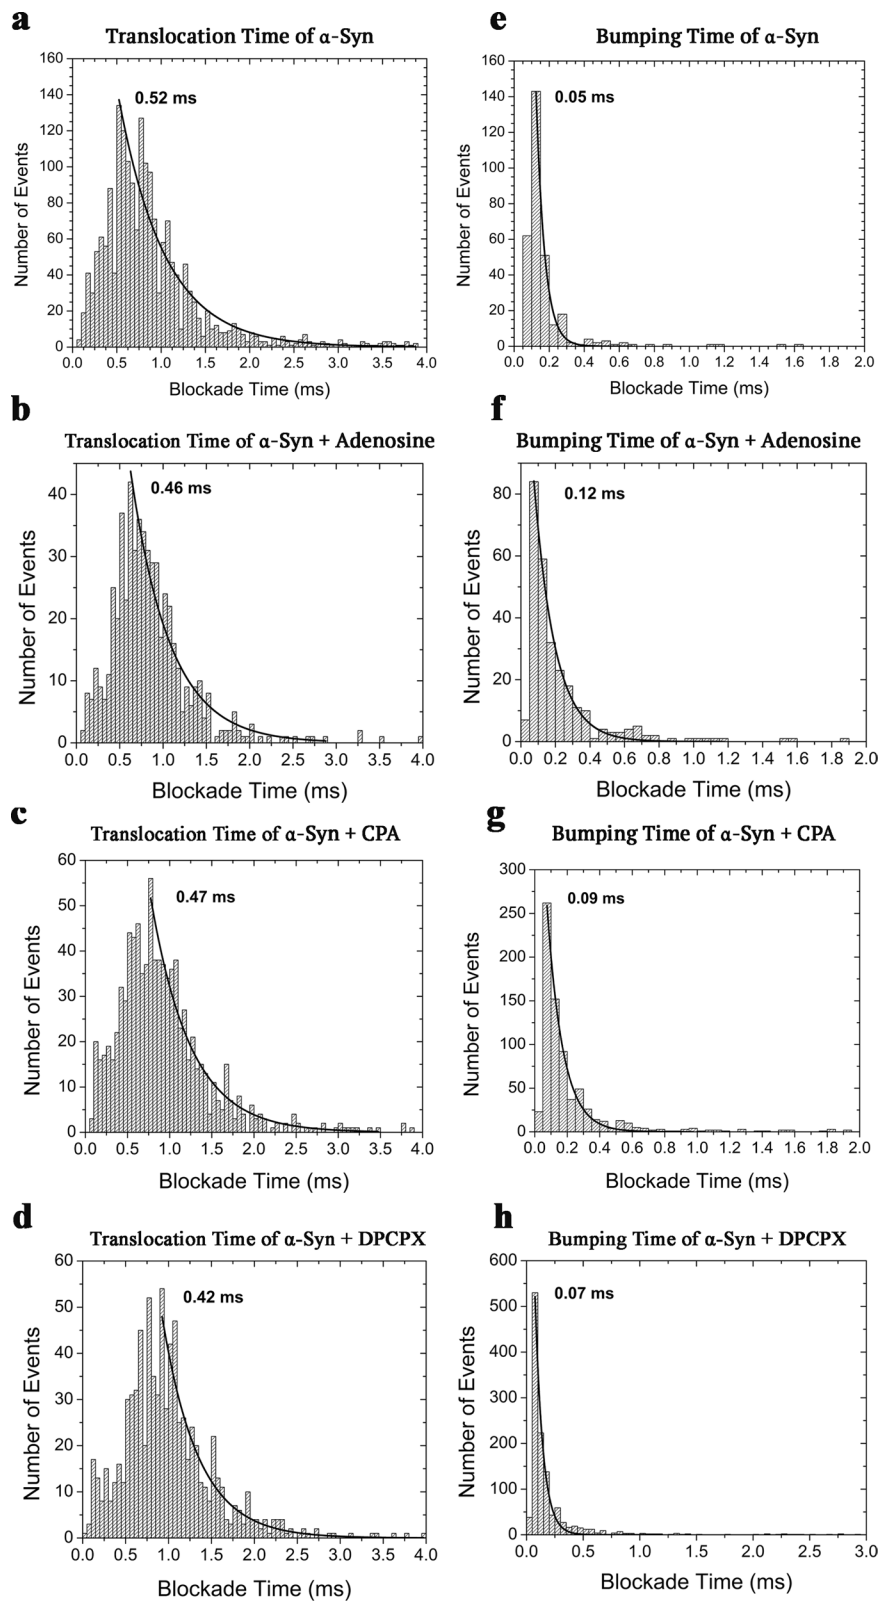 a
Translocation Time of α-Syn
160
140
120
100
80
60
40
20
0
Number of Events
0.52 ms
0.0 0.5 1.0 1.5 2.0 2.5 3.0 3.5 4.0
Blockade Time (ms)
e
Bumping Time of α-Syn
160
140
120
100
80
60
40
20
0
Number of Events
0.05 ms
0.0 0.2 0.4 0.6 0.8 1.0 1.2 1.4 1.6 1.8 2.0
Blockade Time (ms)
b
Translocation Time of α-Syn + Adenosine
40
30
20
10
0
Number of Events
0.46 ms
0.0 0.5 1.0 1.5 2.0 2.5 3.0 3.5 4.0
Blockade Time (ms)
f
Bumping Time of α-Syn + Adenosine
80
60
40
20
0
Number of Events
0.12 ms
0.0 0.2 0.4 0.6 0.8 1.0 1.2 1.4 1.6 1.8 2.0
Blockade Time (ms)
c
Translocation Time of α-Syn + CPA
60
50
40
30
20
10
0
Number of Events
0.47 ms
0.0 0.5 1.0 1.5 2.0 2.5 3.0 3.5 4.0
Blockade Time (ms)
g
Bumping Time of α-Syn + CPA
300
250
200
150
100
50
0
Number of Events
0.09 ms
0.0 0.2 0.4 0.6 0.8 1.0 1.2 1.4 1.6 1.8 2.0
Blockade Time (ms)
d
Translocation Time of α-Syn + DPCPX
60
50
40
30
20
10
0
Number of Events
0.42 ms
0.0 0.5 1.0 1.5 2.0 2.5 3.0 3.5 4.0
Blockade Time (ms)
h
Bumping Time of α-Syn + DPCPX
600
500
400
300
200
100
0
Number of Events
0.07 ms
0.0 0.5 1.0 1.5 2.0 2.5 3.0
Blockade Time (ms)